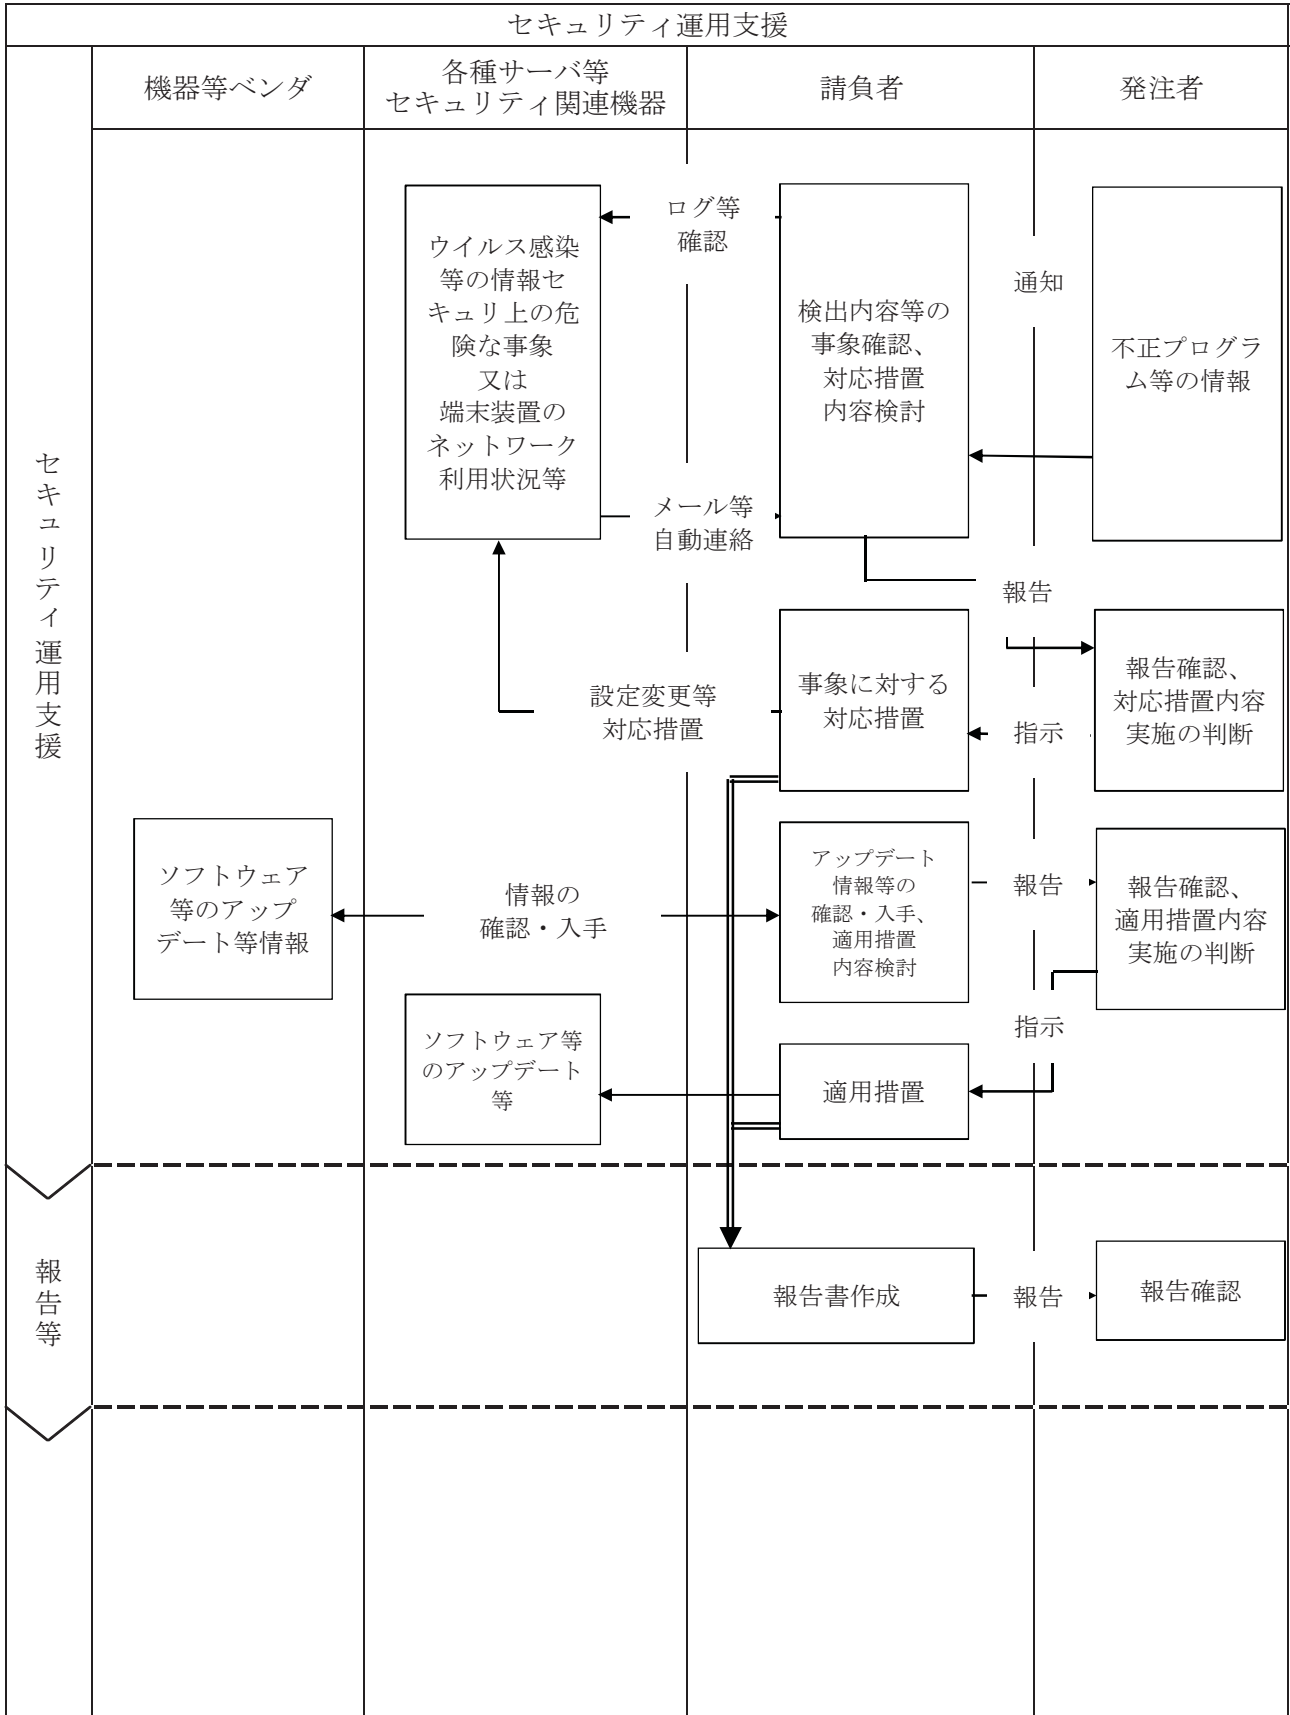 セキュリティ運用支援
機器等ベンダ
各種サーバ等
セキュリティ関連機器
請負者
発注者
セキュリティ運用支援
ウイルス感染
等の情報セ
キュリ上の危
険な事象
又は
端末装置の
ネットワーク
利用状況等
ログ等
確認
検出内容等の
事象確認、
対応措置
内容検討
通知
不正プログラ
ム等の情報
メール等
自動連絡
報告
設定変更等
対応措置
事象に対する
対応措置
指示
報告確認、
対応措置内容
実施の判断
ソフトウェア
等のアップ
デート等情報
情報の
確認・入手
アップデート
情報等の
確認・入手、
適用措置
内容検討
報告
報告確認、
適用措置内容
実施の判断
指示
ソフトウェア等
のアップデート
等
適用措置
報告等
報告書作成
報告
報告確認